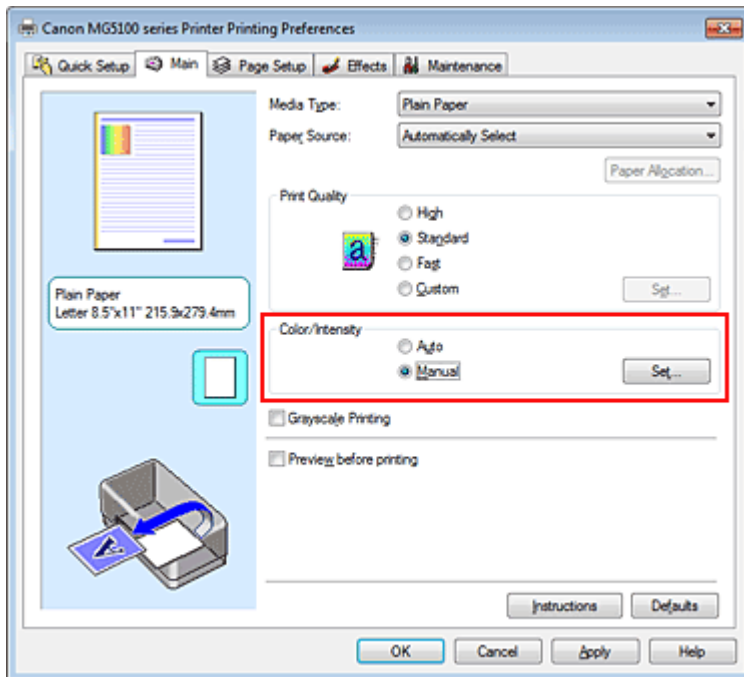 Canon MG5100 series Printer Printing Preferences
Quick Setup Main Page Setup Effects Maintenance
Media Type: Plain Paper
Paper Source: Automatically Select
Paper Allocation...
Print Quality
High
Standard
Fast
Custom Set...
Plain Paper
Letter 8.5"x11" 215.9x279.4mm
Color/Intensity
Auto
Manual Set...
Grayscale Printing
Preview before printing
Instructions Defaults
OK Cancel Apply Help